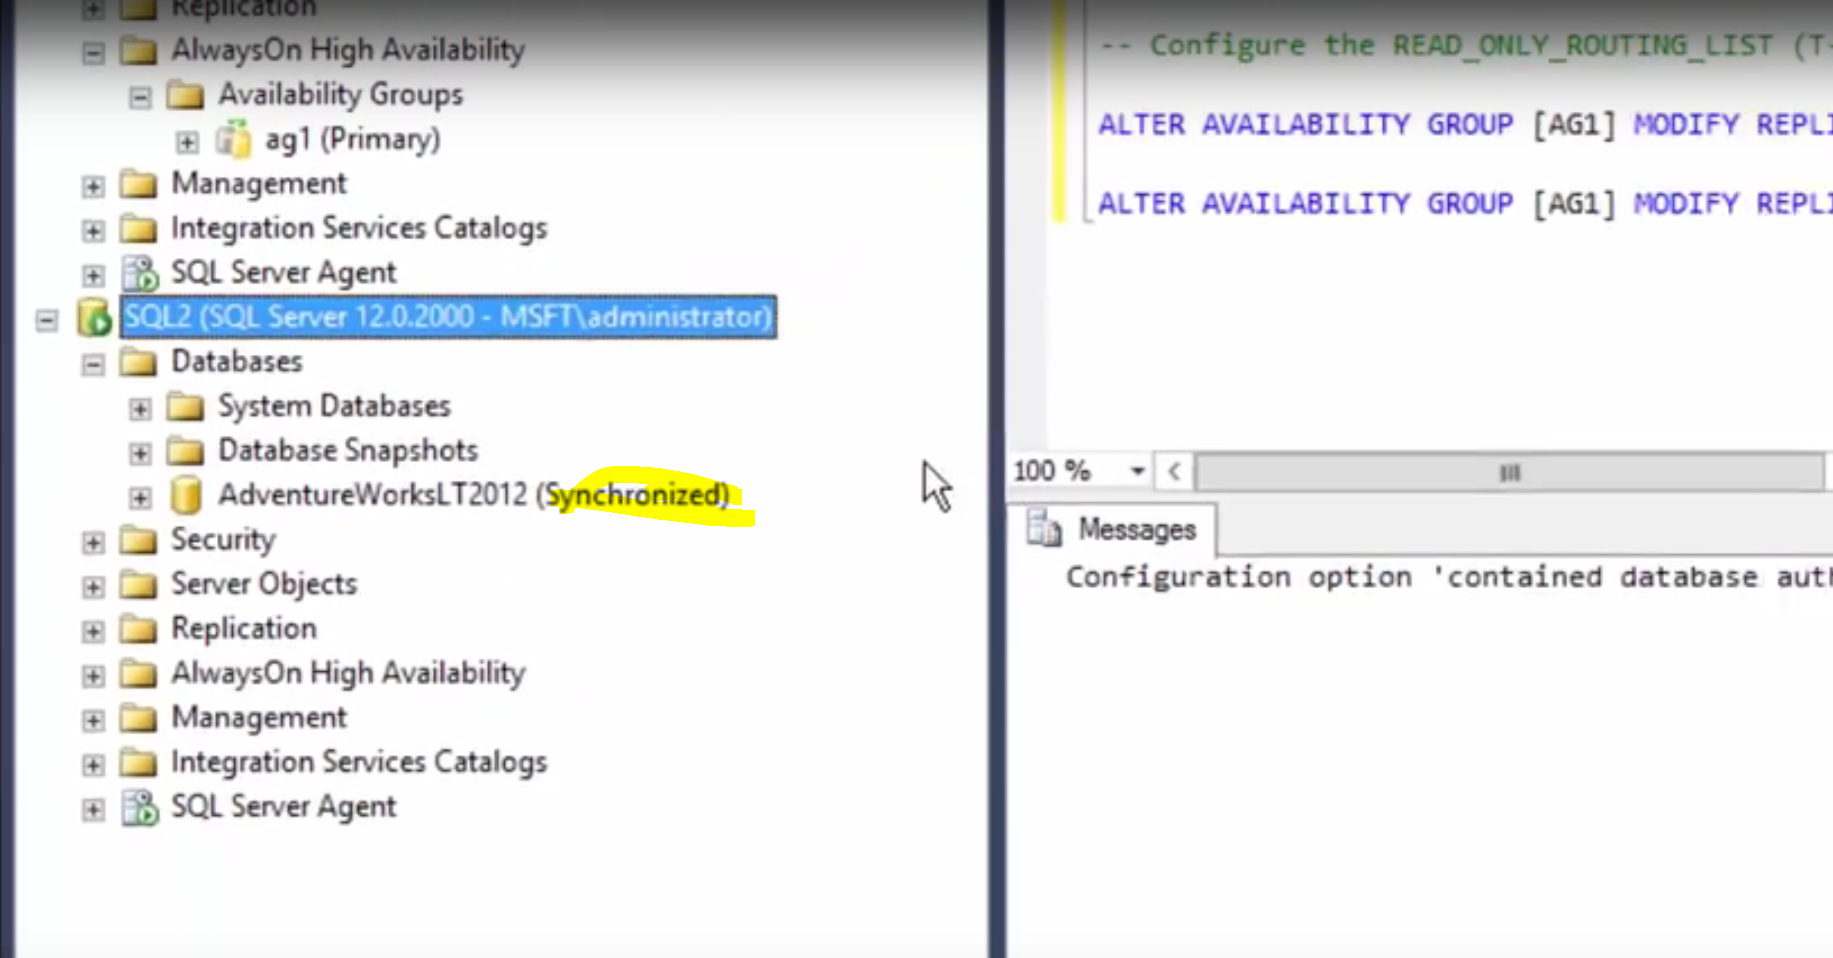 Replication
AlwaysOn High Availability
Availability Groups
ag1 (Primary)
Management
Integration Services Catalogs
SQL Server Agent
SQL2 (SQL Server 12.0.2000 - MSFT\administrator)
Databases
System Databases
Database Snapshots
AdventureWorksLT2012 (Synchronized)
Security
Server Objects
Replication
AlwaysOn High Availability
Management
Integration Services Catalogs
SQL Server Agent
-- Configure the READ_ONLY_ROUTING_LIST (T-
ALTER AVAILABILITY GROUP [AG1] MODIFY REPLI
ALTER AVAILABILITY GROUP [AG1] MODIFY REPLI
100 %
Messages
Configuration option 'contained database auth